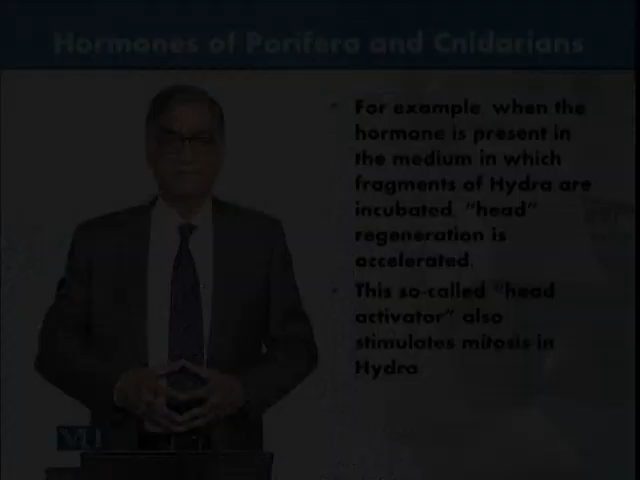 Hormones of Porifera and Cnidarians
• For example, when the
hormone is present in
the medium in which
fragments of Hydra are
incubated, “head”
regeneration is
accelerated.
• This so-called “head
activator” also
stimulates mitosis in
Hydra.
VU